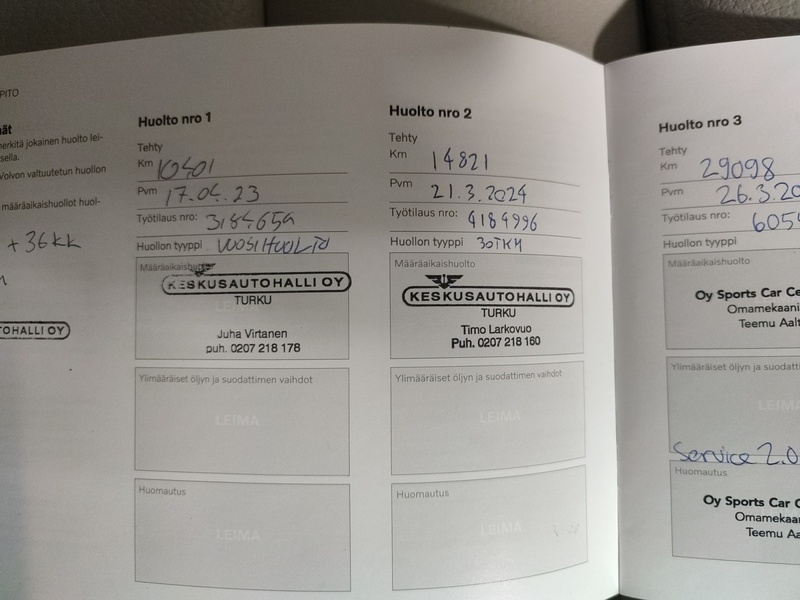 PITO
erkitä jokainen huolto lei-
sella.
Volvon valtuutetun huollon
määräaikaishuollot huol-
+ 36 kk
OHALLI OY
Huolto nro 1
Tehty
Km 10401
Pvm 17.04.23
Työtilaus nro: 3184659
Huollon tyyppi VUOSIHUOLTO
Määräaikaishuolto
KESKUSAUTOHALLI OY
TURKU
Juha Virtanen
puh. 0207 218 178
Ylimääräiset öljyn ja suodattimen vaihdot
LEIMA
Huomautus
LEIMA
Huolto nro 2
Tehty
Km 14821
Pvm 21.3.2024
Työtilaus nro: 4184996
Huollon tyyppi 30TKM
Määräaikaishuolto
KESKUSAUTOHALLI OY
TURKU
Timo Larkovuo
Puh. 0207 218 160
Ylimääräiset öljyn ja suodattimen vaihdot
LEIMA
Huomautus
LEIMA
Huolto nro 3
Tehty
Km 29098
Pvm 26.3.20
Työtilaus nro: 605
Huollon tyyppi
Määräaikaishuolto
Oy Sports Car Ce
Omamekaani
Teemu Aalt
Ylimääräiset öljyn ja suodattim
LEIM
Service 2.0
Huomautus
Oy Sports Car C
Omamekaan
Teemu Aa